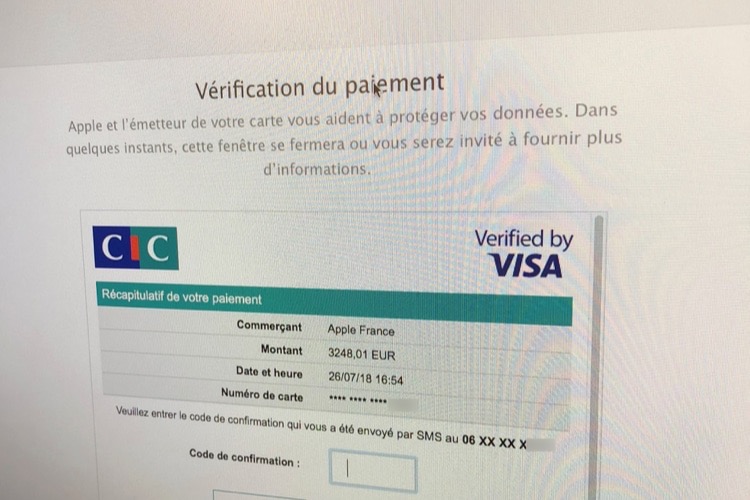 Vérification du paiement
Apple et l'émetteur de votre carte vous aident à protéger vos données. Dans
quelques instants, cette fenêtre se fermera ou vous serez invité à fournir plus
d'informations.
CIC
Verified by
VISA
Récapitulatif de votre paiement
Commerçant Apple France
Montant 3248,01 EUR
Date et heure 26/07/18 16:54
Numéro de carte **** **** ****
Veuillez entrer le code de confirmation qui vous a été envoyé par SMS au 06 XX XX X
Code de confirmation :